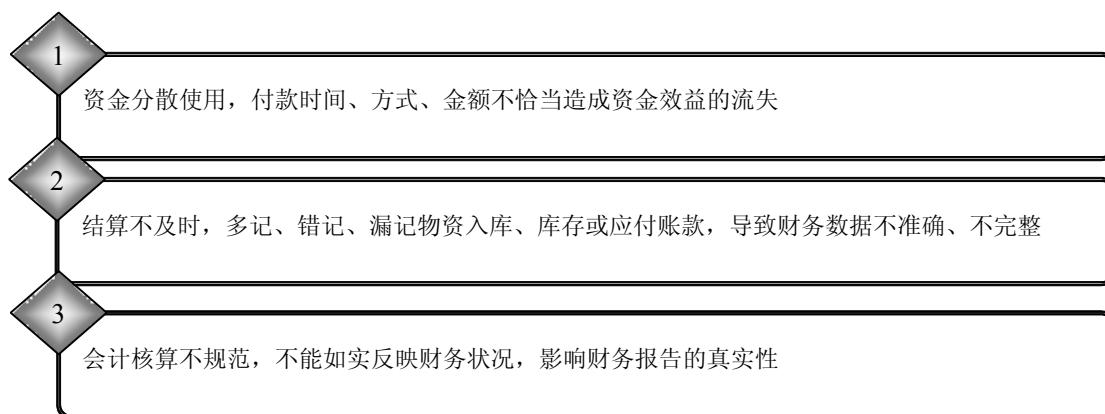 1
资金分散使用，付款时间、方式、金额不恰当造成资金效益的流失
2
结算不及时，多记、错记、漏记物资入库、库存或应付账款，导致财务数据不准确、不完整
3
会计核算不规范，不能如实反映财务状况，影响财务报告的真实性